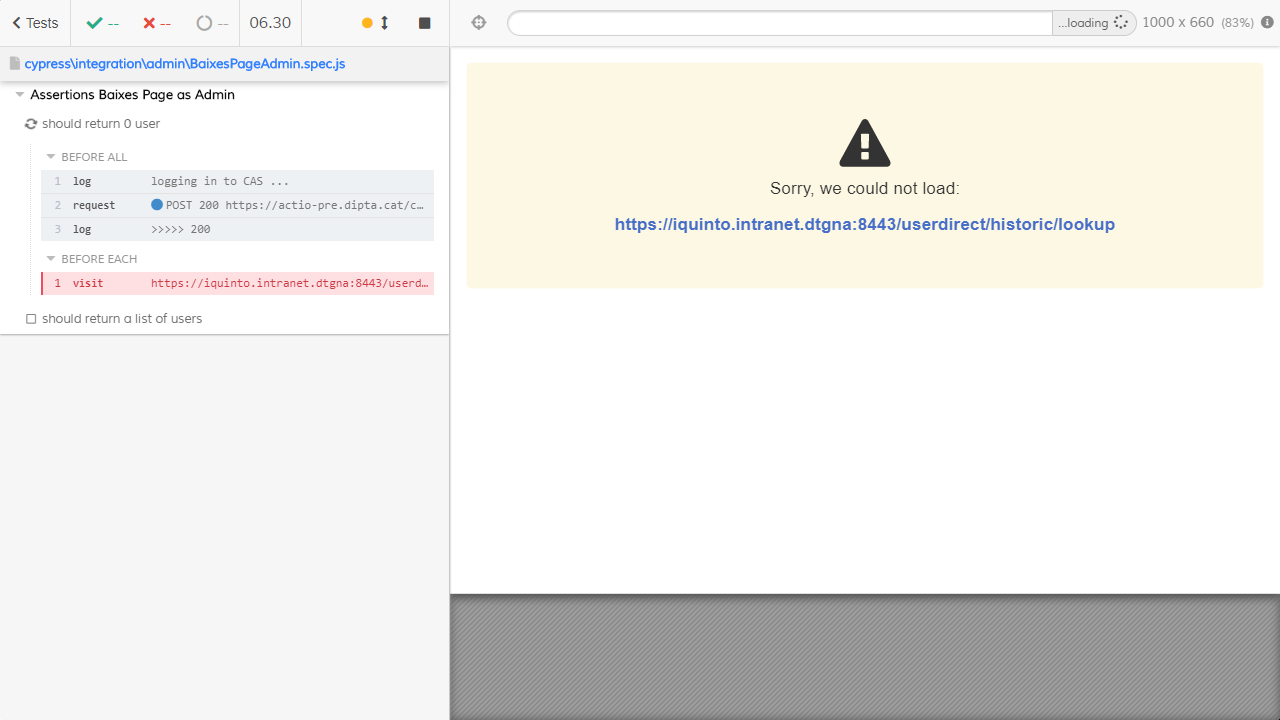 Tests -- -- -- 06.30
...loading 1000 x 660 (83%)
cypress\integration\admin\BaixesPageAdmin.spec.js
Assertions Baixes Page as Admin
should return 0 user
BEFORE ALL
1 log logging in to CAS ...
2 request POST 200 https://actio-pre.dipta.cat/c…
3 log >>>>> 200
BEFORE EACH
1 visit https://iquinto.intranet.dtgna:8443/userd…
should return a list of users
Sorry, we could not load:
https://iquinto.intranet.dtgna:8443/userdirect/historic/lookup